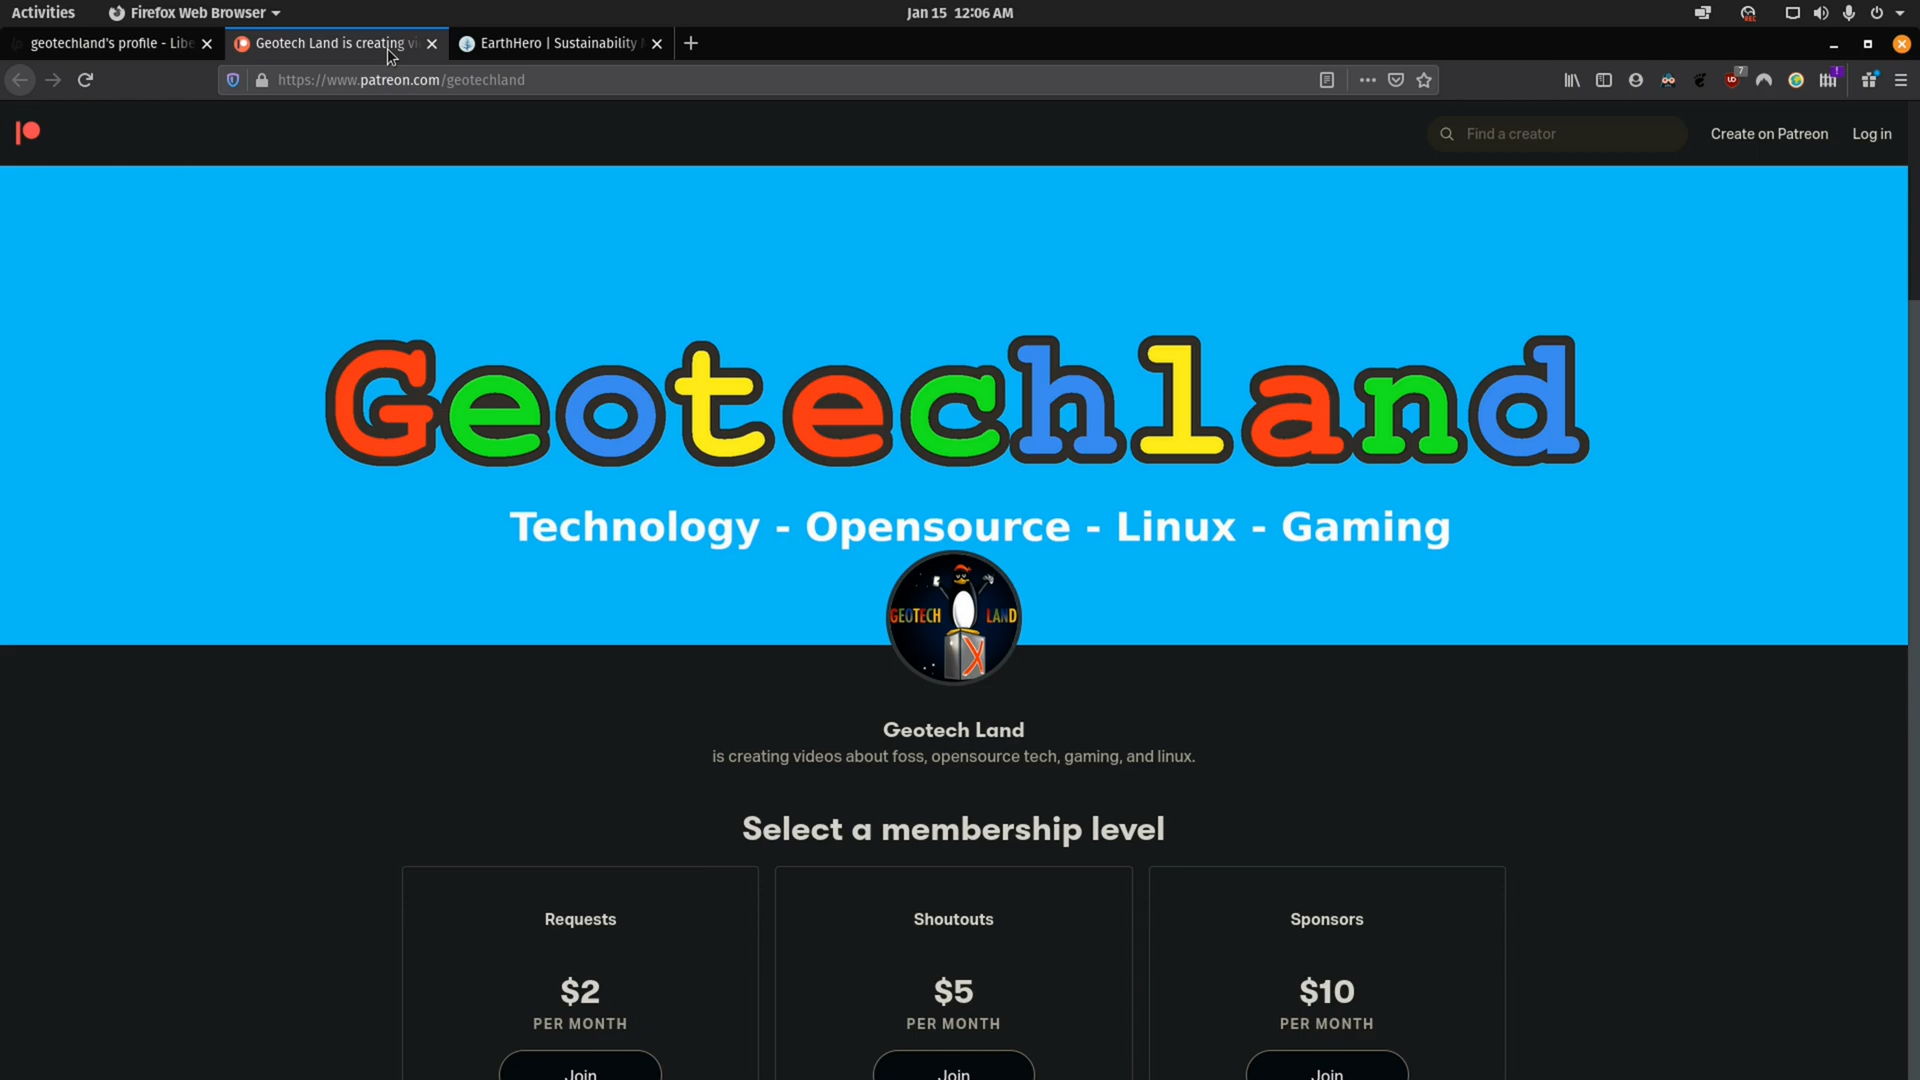 Activities
Firefox Web Browser
Jan 15 12:06 AM
geotechland's profile - Libe
Geotech Land is creating vi
EarthHero | Sustainability
https://www.patreon.com/geotechland
7
Find a creator
Create on Patreon
Log in
Geotechland
Technology - Opensource - Linux - Gaming
GEOTECH LAND
X
Geotech Land
is creating videos about foss, opensource tech, gaming, and linux.
Select a membership level
Requests
Shoutouts
Sponsors
$2
$5
$10
PER MONTH
PER MONTH
PER MONTH
Join
Join
Join